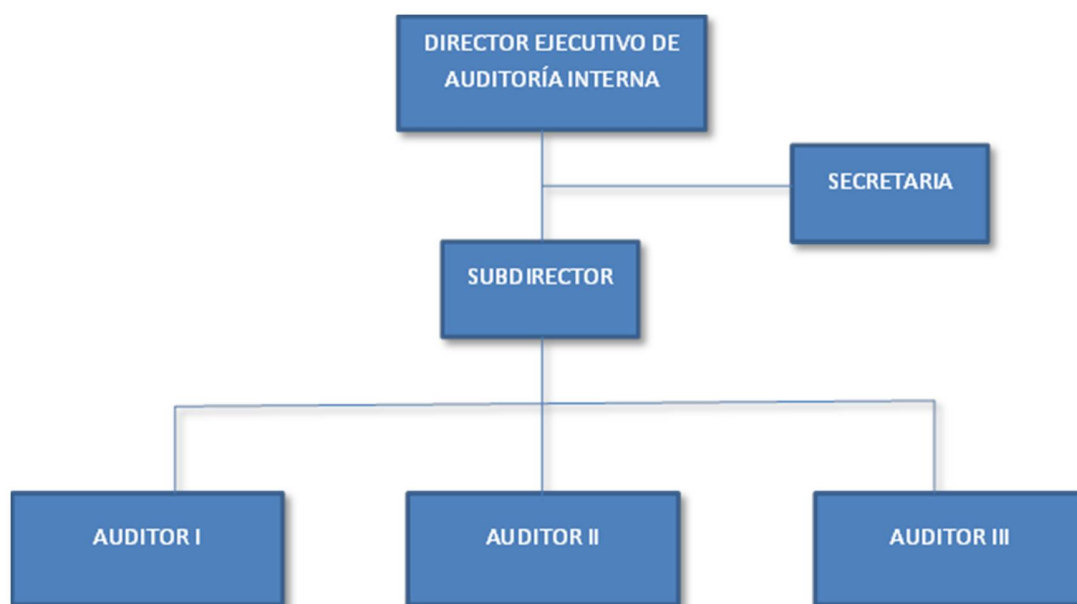 DIRECTOR EJECUTIVO DE
AUDITORÍA INTERNA
SECRETARIA
SUBDIRECTOR
AUDITOR I
AUDITOR II
AUDITOR III